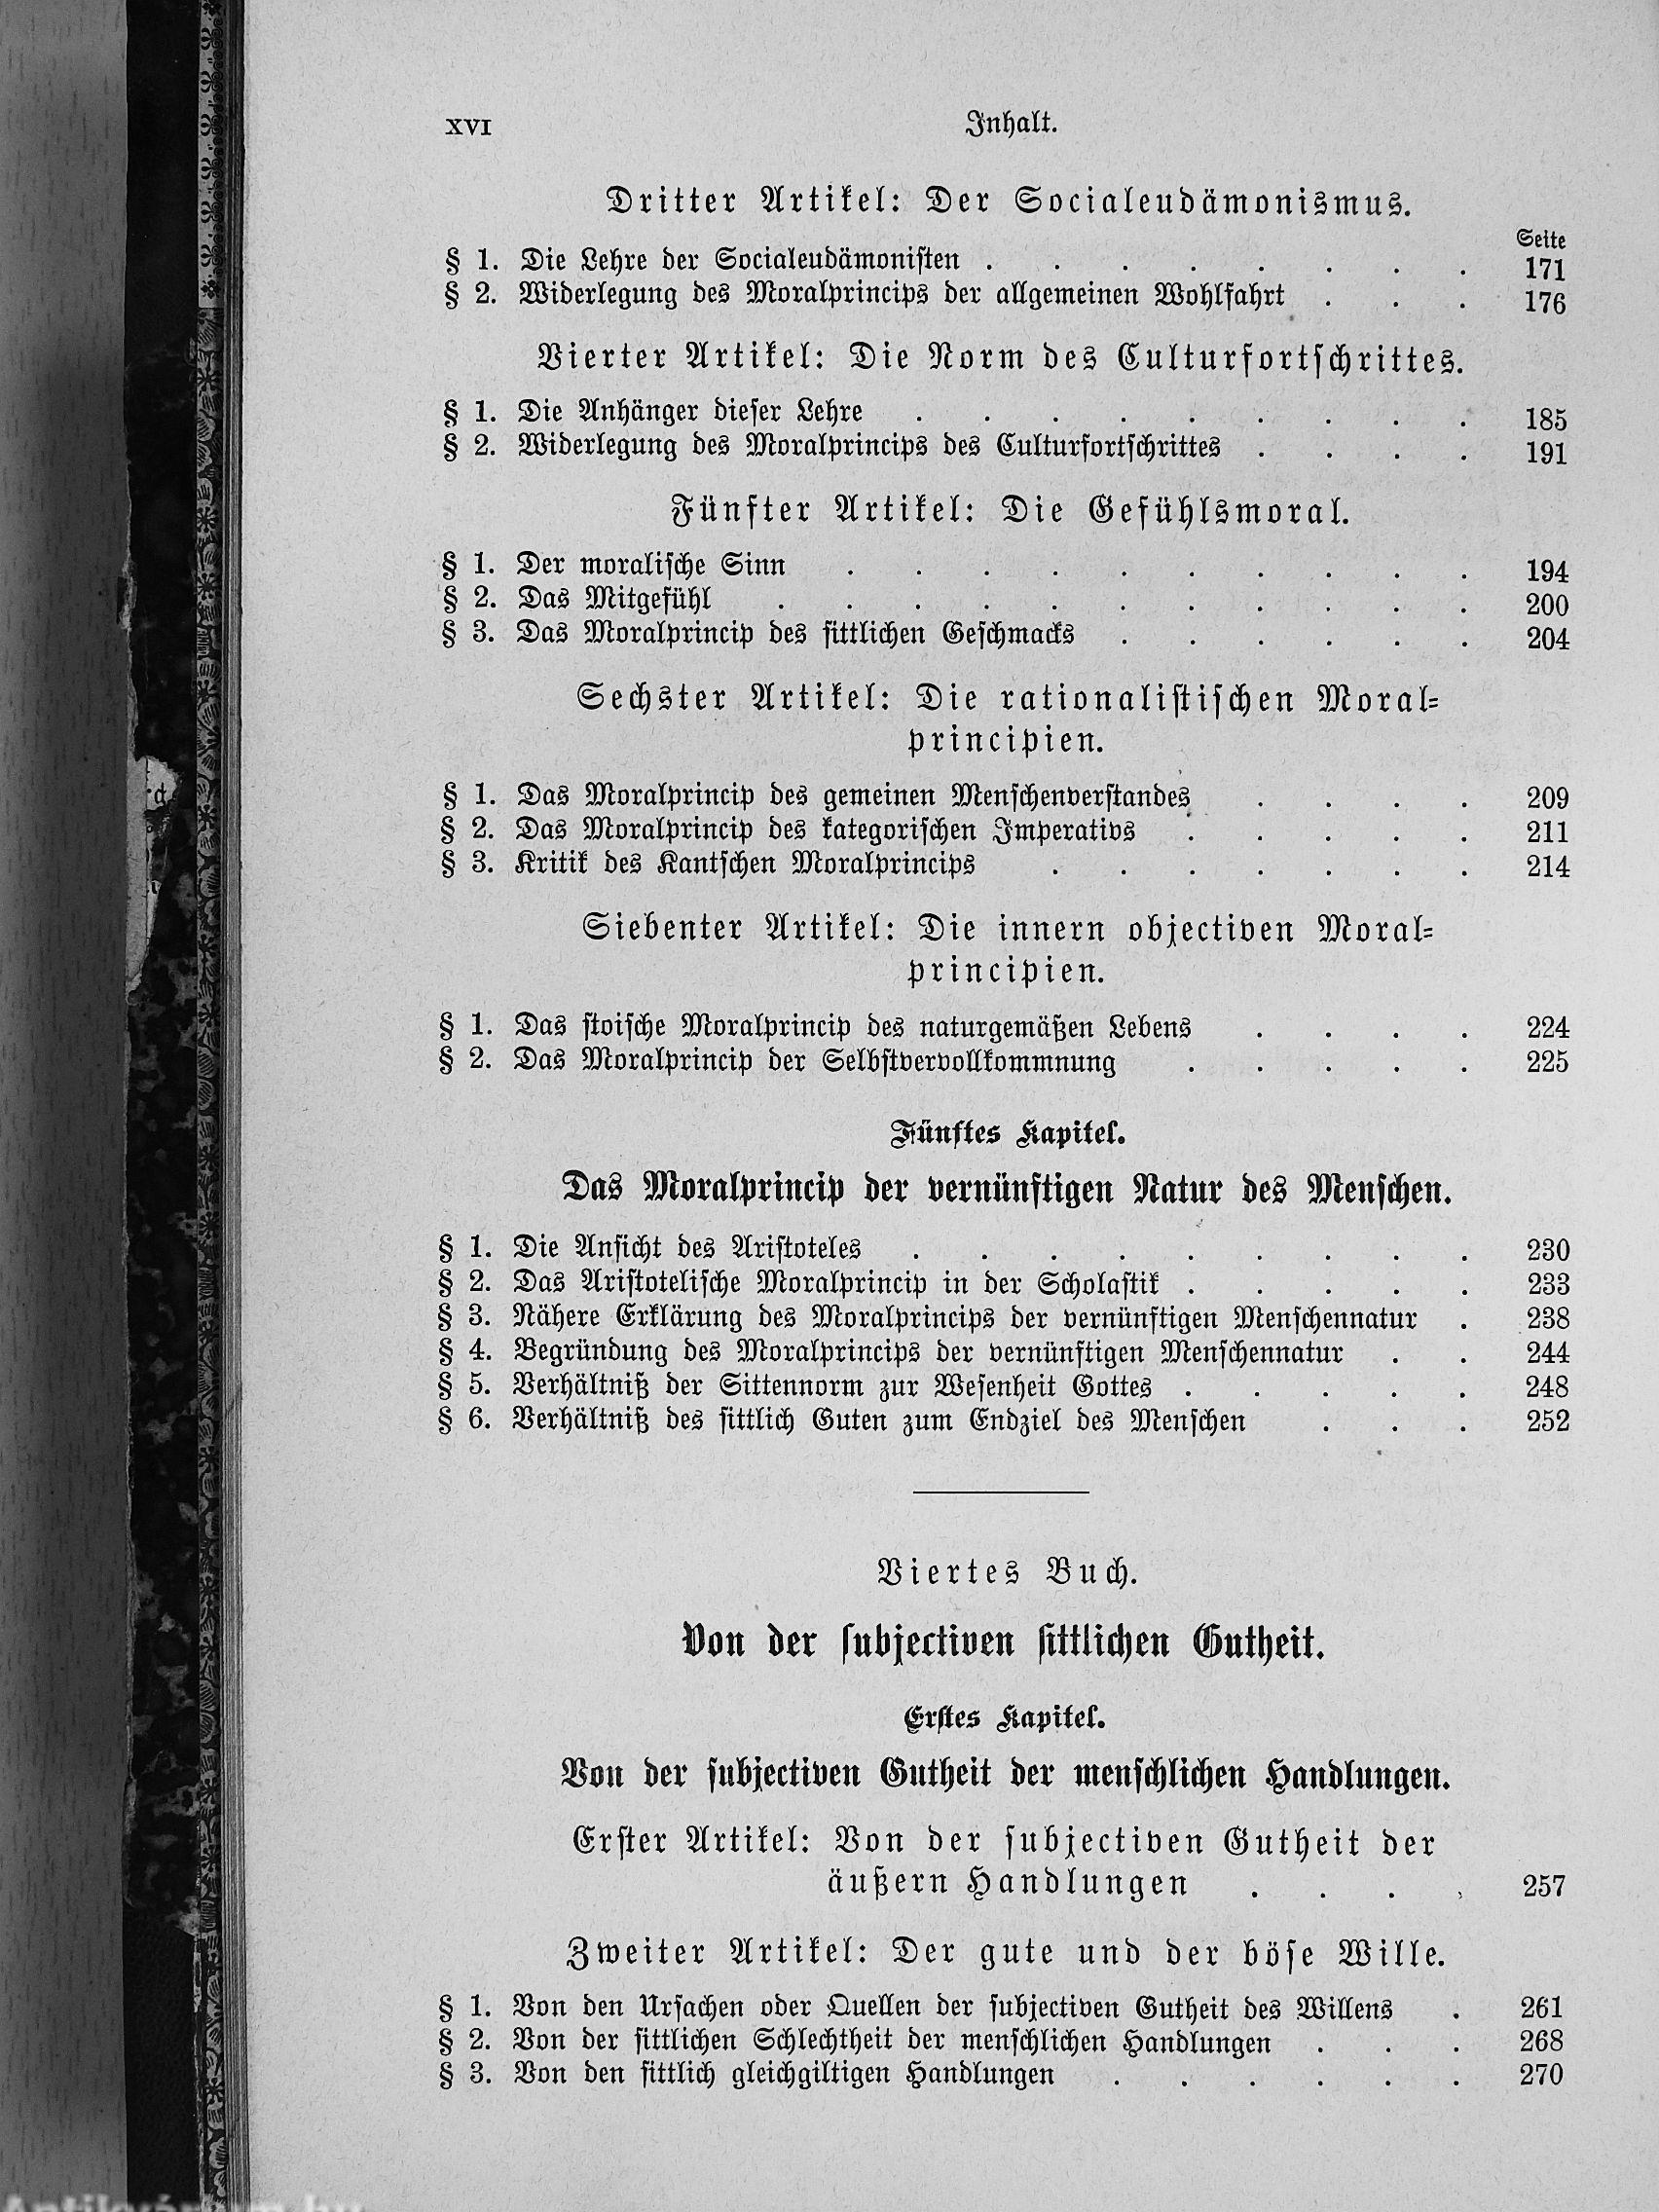 XVI Inhalt.
Dritter Artikel: Der Socialeudämonismus.
Seite
§ 1. Die Lehre der Socialeudämonisten . . . . . . . . 171
§ 2. Widerlegung des Moralprincips der allgemeinen Wohlfahrt . . . 176
Vierter Artikel: Die Norm des Culturfortschrittes.
§ 1. Die Anhänger dieser Lehre . . . . . . . . . 185
§ 2. Widerlegung des Moralprincips des Culturfortschrittes . . . . 191
Fünfter Artikel: Die Gefühlsmoral.
§ 1. Der moralische Sinn . . . . . . . . . . 194
§ 2. Das Mitgefühl . . . . . . . . . . . 200
§ 3. Das Moralprincip des sittlichen Geschmacks . . . . . . 204
Sechster Artikel: Die rationalistischen Moral-
principien.
§ 1. Das Moralprincip des gemeinen Menschenverstandes . . . . 209
§ 2. Das Moralprincip des kategorischen Imperativs . . . . . 211
§ 3. Kritik des Kantschen Moralprincips . . . . . . . 214
Siebenter Artikel: Die innern objectiven Moral-
principien.
§ 1. Das stoische Moralprincip des naturgemäßen Lebens . . . . 224
§ 2. Das Moralprincip der Selbstvervollkommnung . . . . . 225
Fünftes Kapitel.
Das Moralprincip der vernünftigen Natur des Menschen.
§ 1. Die Ansicht des Aristoteles . . . . . . . . . 230
§ 2. Das Aristotelische Moralprincip in der Scholastik . . . . . 233
§ 3. Nähere Erklärung des Moralprincips der vernünftigen Menschennatur . 238
§ 4. Begründung des Moralprincips der vernünftigen Menschennatur . . 244
§ 5. Verhältniß der Sittennorm zur Wesenheit Gottes . . . . . 248
§ 6. Verhältniß des sittlich Guten zum Endziel des Menschen . . . 252
Viertes Buch.
Von der subjectiven sittlichen Gutheit.
Erstes Kapitel.
Von der subjectiven Gutheit der menschlichen Handlungen.
Erster Artikel: Von der subjectiven Gutheit der
äußern Handlungen . . . . 257
Zweiter Artikel: Der gute und der böse Wille.
§ 1. Von den Ursachen oder Quellen der subjectiven Gutheit des Willens . 261
§ 2. Von der sittlichen Schlechtheit der menschlichen Handlungen . . . 268
§ 3. Von den sittlich gleichgiltigen Handlungen . . . . . . 270